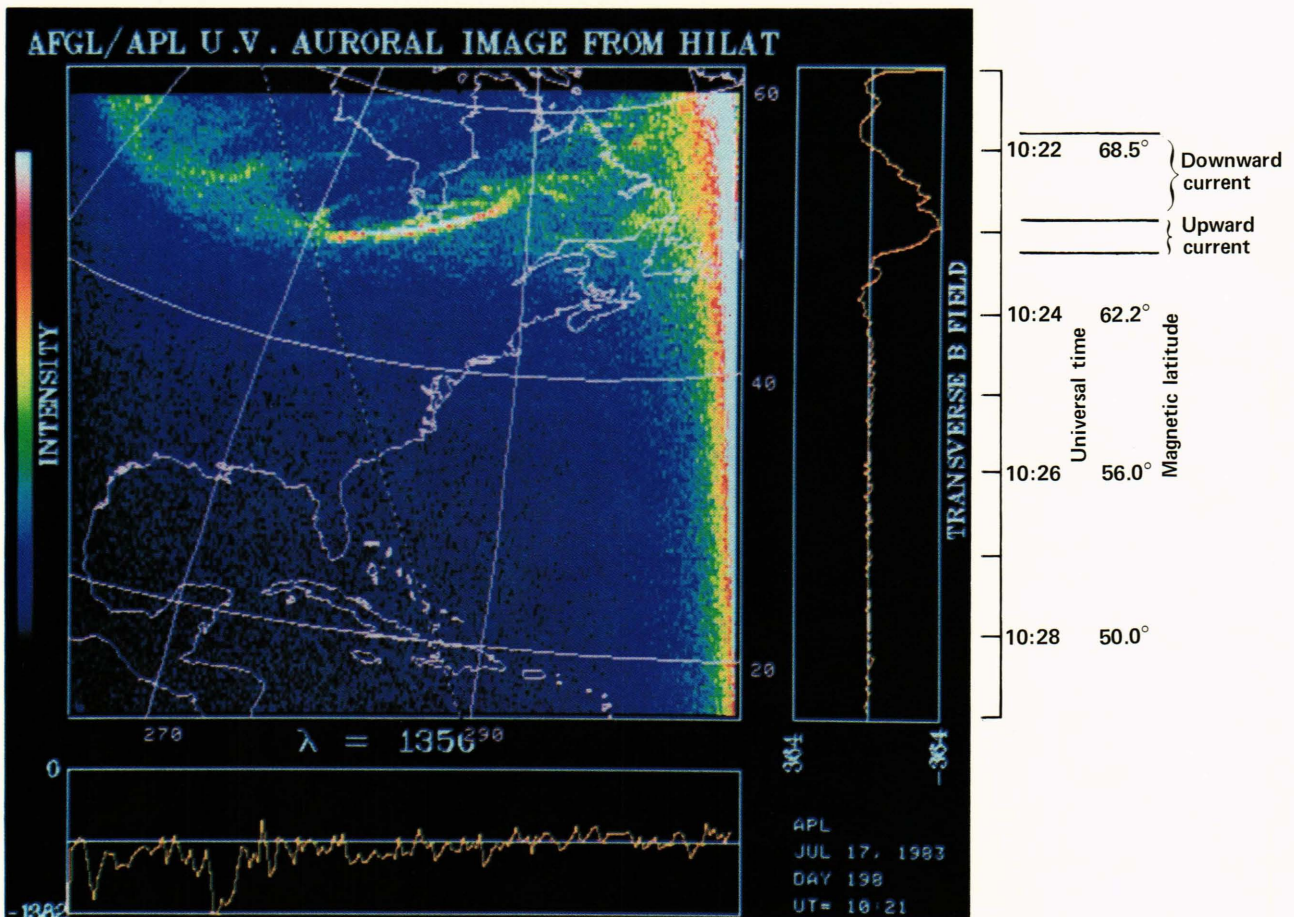 AFGL/APL U.V. AURORAL IMAGE FROM HILAT
INTENSITY
60
40
20
270
290
λ = 1356
TRANSVERSE B FIELD
364
-364
0
-1382
APL
JUL 17, 1983
DAY 198
UT= 10:21
10:22 68.5°
10:24 62.2°
10:26 56.0°
10:28 50.0°
Universal time
Magnetic latitude
Downward
current
Upward
current